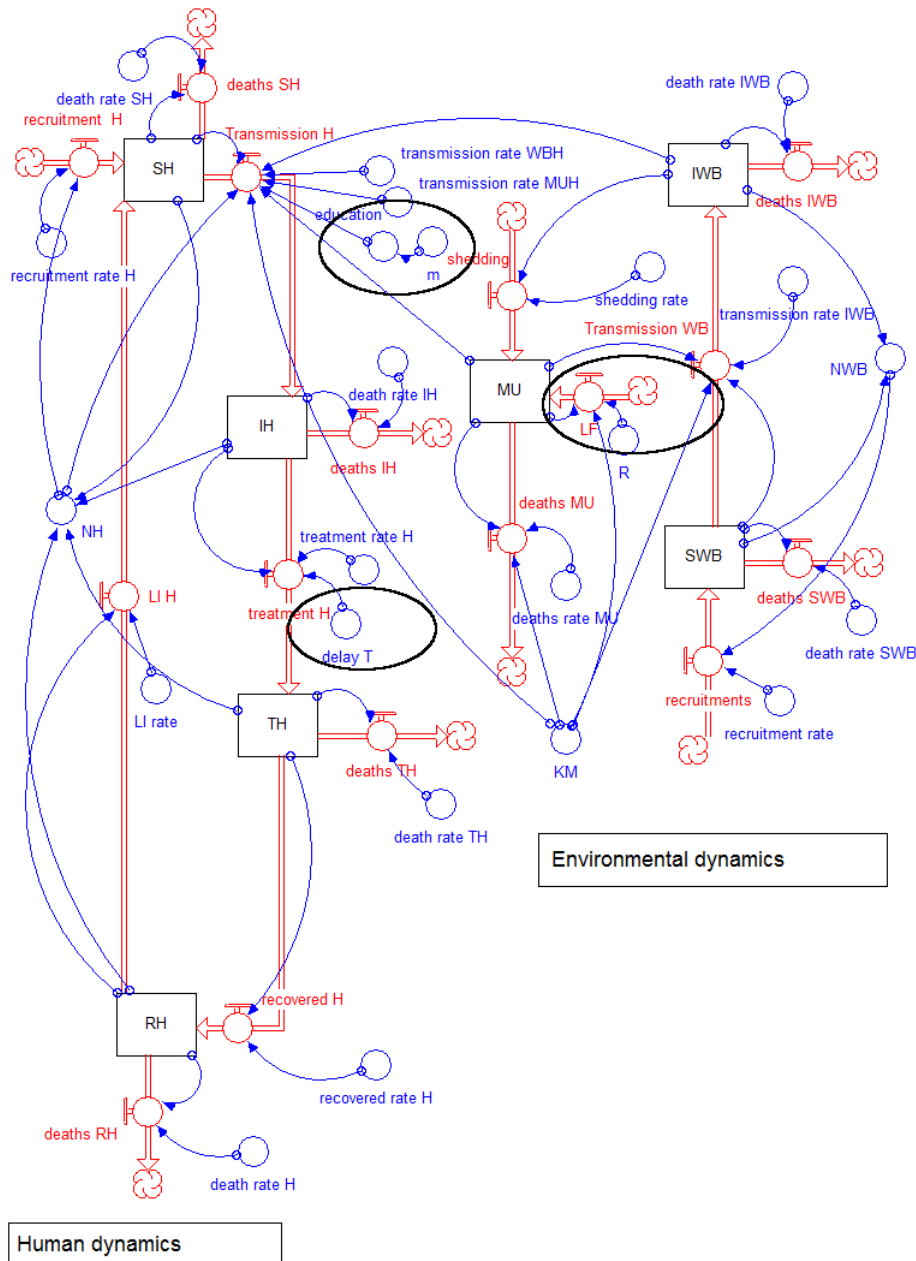 deaths SH
death rate SH
recruitment  H
Transmission H
SH
transmission rate WBH
transmission rate MUH
education
m
recruitment rate H
death rate IWB
IWB
deaths IWB
shedding
shedding rate
Transmission WB
transmission rate IWB
NWB
MU
LF
R
death rate IH
IH
deaths IH
NH
deaths MU
treatment rate H
SWB
LI H
treatment H
deaths SWB
deaths rate MU
delay T
death rate SWB
recruitments
LI rate
TH
recruitment rate
deaths TH
KM
death rate TH
Environmental dynamics
recovered H
RH
recovered rate H
deaths RH
death rate H
Human dynamics